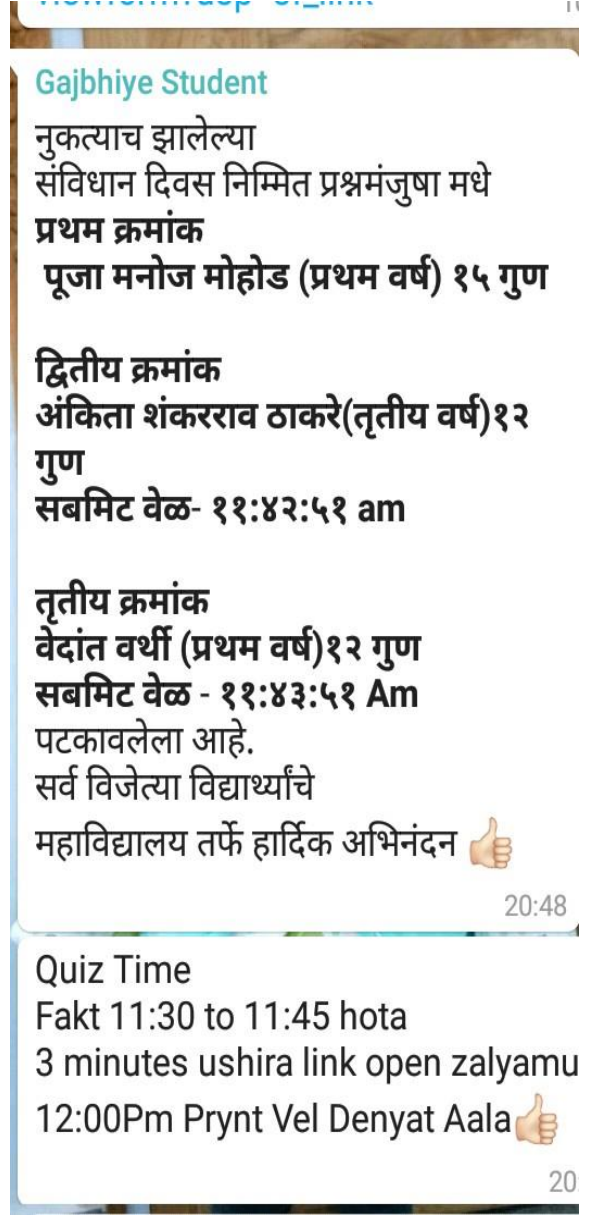 Gajbhiye Student
नुकत्याच झालेल्या
संविधान दिवस निम्मित प्रश्नमंजुषा मधे
प्रथम क्रमांक
पूजा मनोज मोहोड (प्रथम वर्ष) १५ गुण
द्वितीय क्रमांक
अंकिता शंकरराव ठाकरे(तृतीय वर्ष)१२
गुण
सबमिट वेळ- ११:४२:५१ am
तृतीय क्रमांक
वेदांत वर्थी (प्रथम वर्ष)१२ गुण
सबमिट वेळ - ११:४३:५१ Am
पटकावलेला आहे.
सर्व विजेत्या विद्यार्थ्यांचे
महाविद्यालय तर्फे हार्दिक अभिनंदन 👍🏻
20:48
Quiz Time
Fakt 11:30 to 11:45 hota
3 minutes ushira link open zalyamu
12:00Pm Prynt Vel Denyat Aala👍🏻
20